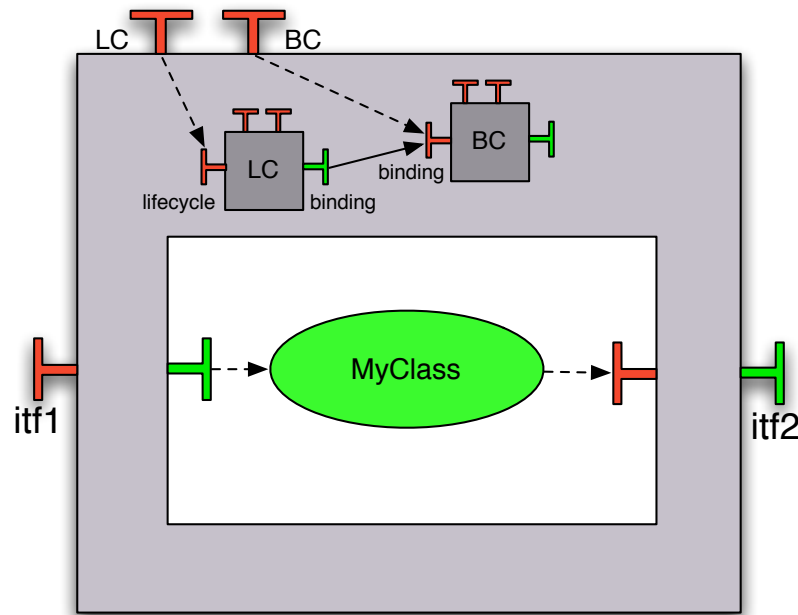 LC
BC
LC
BC
lifecycle
binding
binding
MyClass
itf1
itf2